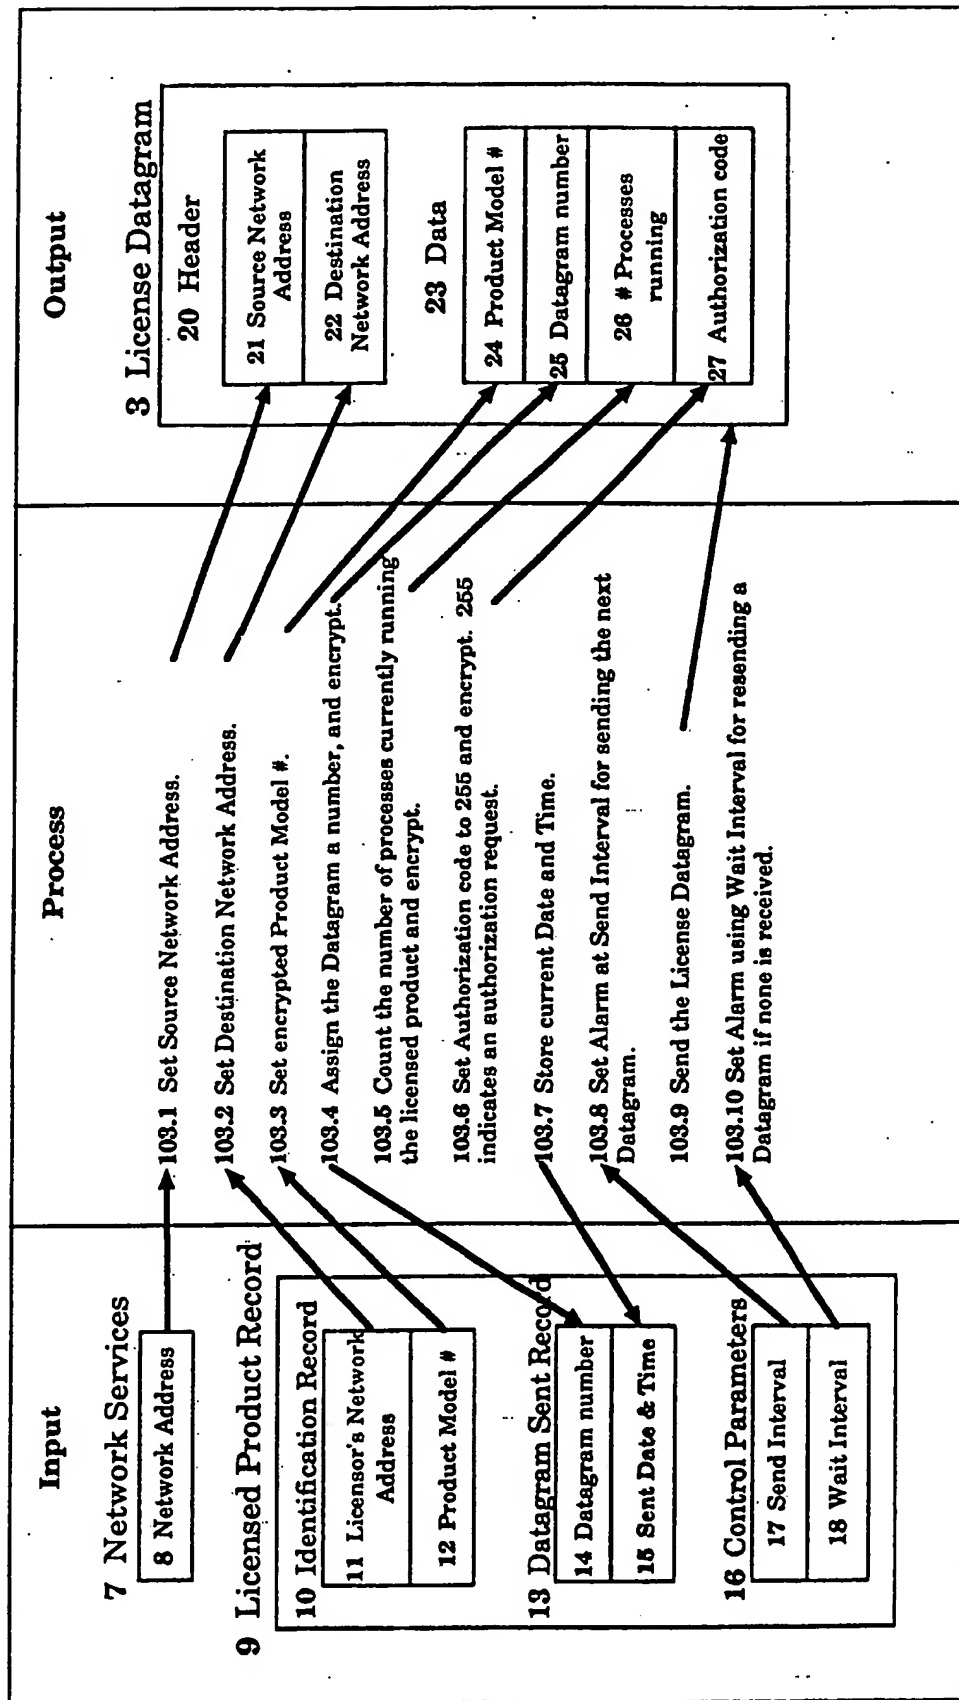 Input
7 Network Services
8 Network Address
9 Licensed Product Record
10 Identification Record
11 Licensor's Network
Address
12 Product Model #
13 Datagram Sent Record
14 Datagram number
15 Sent Date & Time
16 Control Parameters
17 Send Interval
18 Wait Interval
Process
103.1 Set Source Network Address.
103.2 Set Destination Network Address.
103.3 Set encrypted Product Model #.
103.4 Assign the Datagram a number, and encrypt.
103.5 Count the number of processes currently running
the licensed product and encrypt.
103.6 Set Authorization code to 255 and encrypt. 255
indicates an authorization request.
103.7 Store current Date and Time.
103.8 Set Alarm at Send Interval for sending the next
Datagram.
103.9 Send the License Datagram.
103.10 Set Alarm using Wait Interval for resending a
Datagram if none is received.
Output
3 License Datagram
20 Header
21 Source Network
Address
22 Destination
Network Address
23 Data
24 Product Model #
25 Datagram number
26 # Processes
running
27 Authorization code